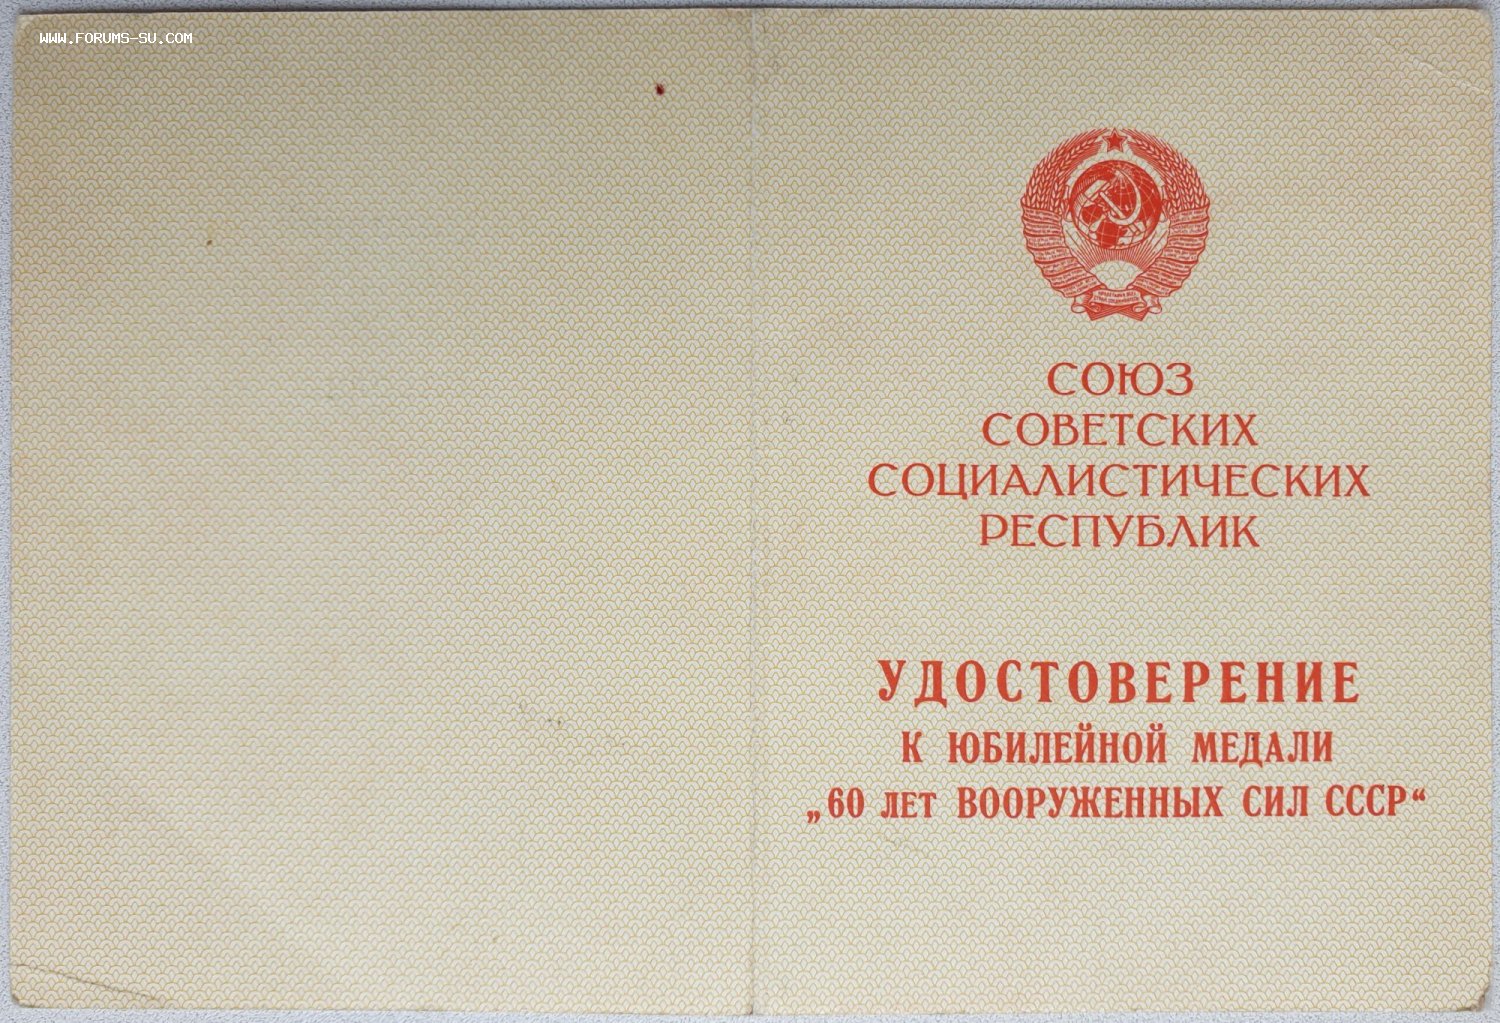 WWW.FORUMS-SU.COM
СОЮЗ
СОВЕТСКИХ
СОЦИАЛИСТИЧЕСКИХ
РЕСПУБЛИК
УДОСТОВЕРЕНИЕ
К ЮБИЛЕЙНОЙ МЕДАЛИ
„60 ЛЕТ ВООРУЖЕННЫХ СИЛ СССР“